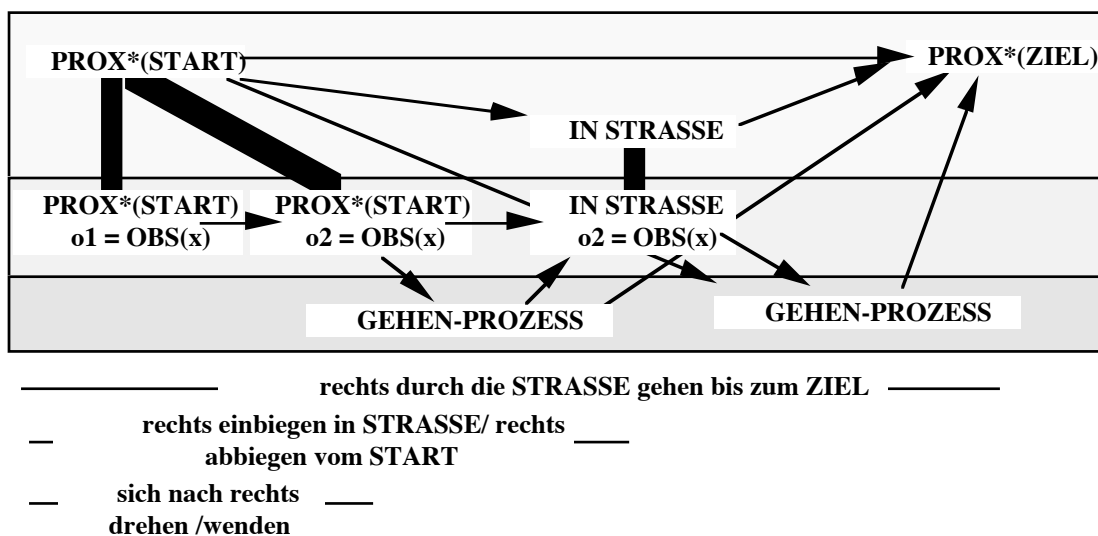 PROX*(START)
PROX*(ZIEL)
IN STRASSE
PROX*(START)
o1 = OBS(x)
PROX*(START)
o2 = OBS(x)
IN STRASSE
o2 = OBS(x)
GEHEN-PROZESS
GEHEN-PROZESS
rechts durch die STRASSE gehen bis zum ZIEL
rechts einbiegen in STRASSE/ rechts
abbiegen vom START
sich nach rechts
drehen /wenden